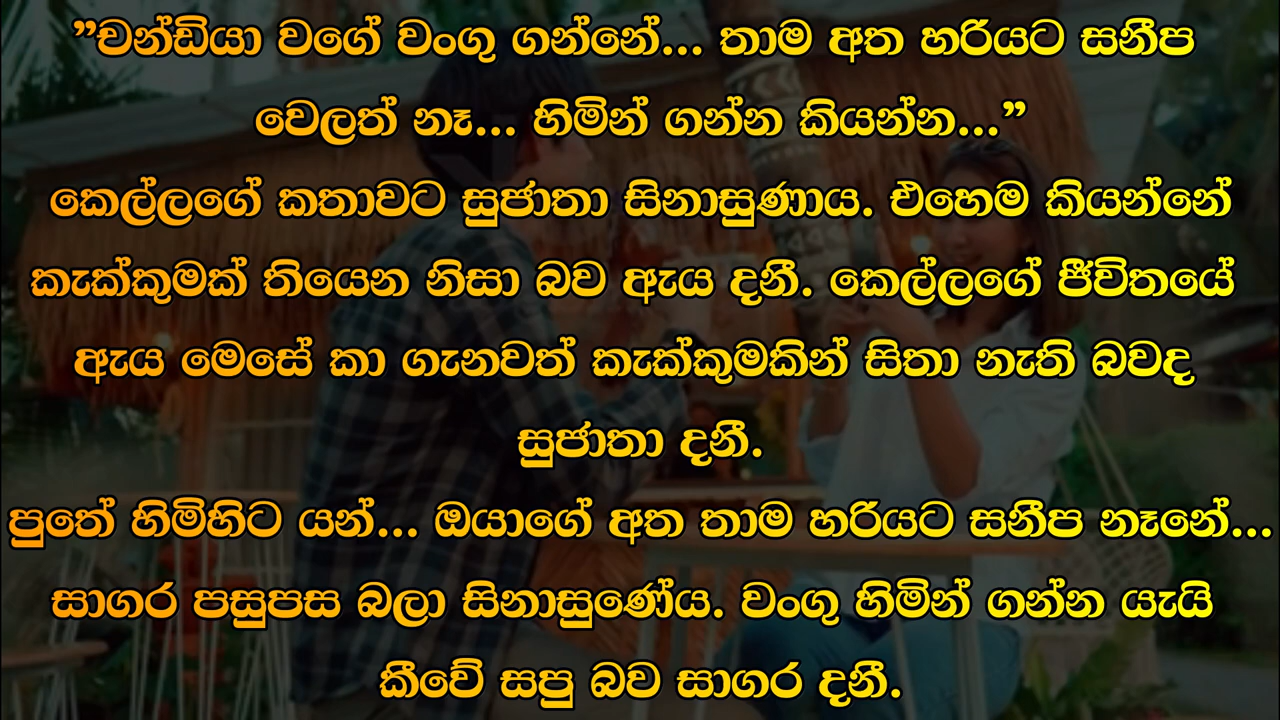 ”චන්ඩියා වගේ වංගු ගන්නේ... තාම අත හරියට සනීප
වෙලත් නෑ... හිමින් ගන්න කියන්න...”
කෙල්ලගේ කතාවට සුජාතා සිනාසුණාය. එහෙම කියන්නේ
කැක්කුමක් තියෙන නිසා බව ඇය දනී. කෙල්ලගේ ජීවිතයේ
ඇය මෙසේ කා ගැනවත් කැක්කුමකින් සිතා නැති බවද
සුජාතා දනී.
පුතේ හිමිහිට යන්... ඔයාගේ අත තාම හරියට සනීප නෑනේ...
සාගර පසුපස බලා සිනාසුණේය. වංගු හිමින් ගන්න යැයි
කීවේ සපු බව සාගර දනී.